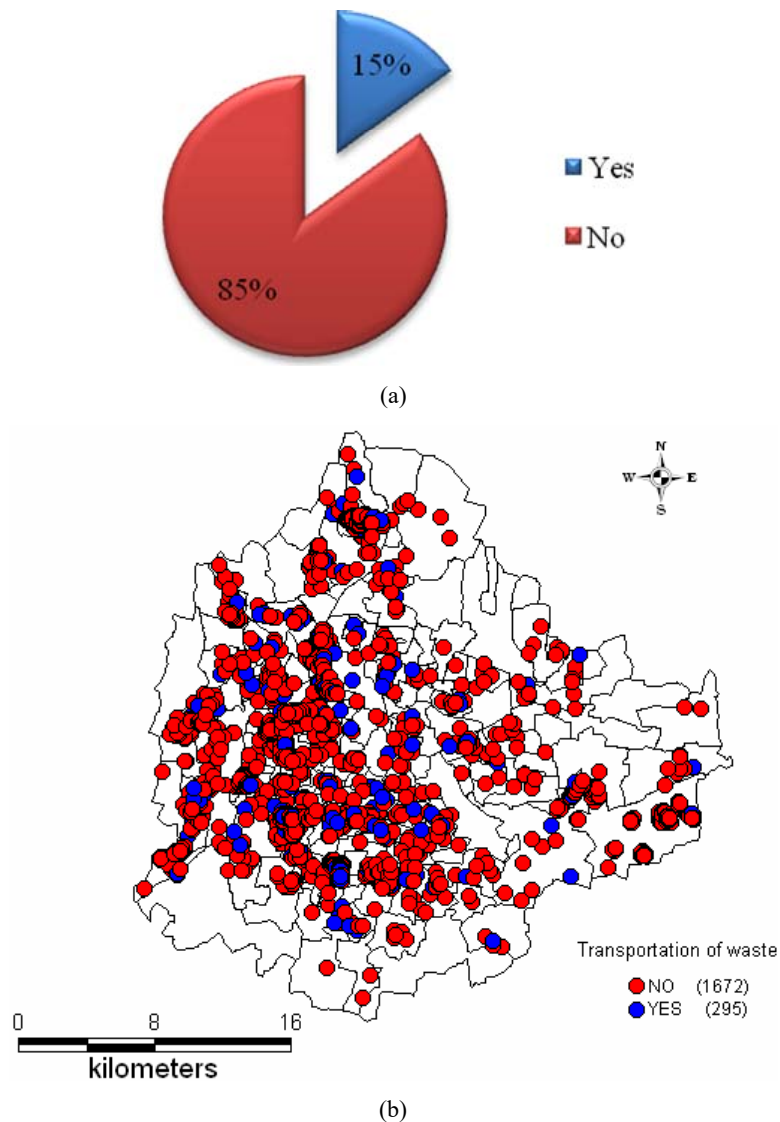 15%
Yes
No
85%
(a)
N
W E
S
Transportation of waste
NO (1672)
YES (295)
0 8 16
kilometers
(b)